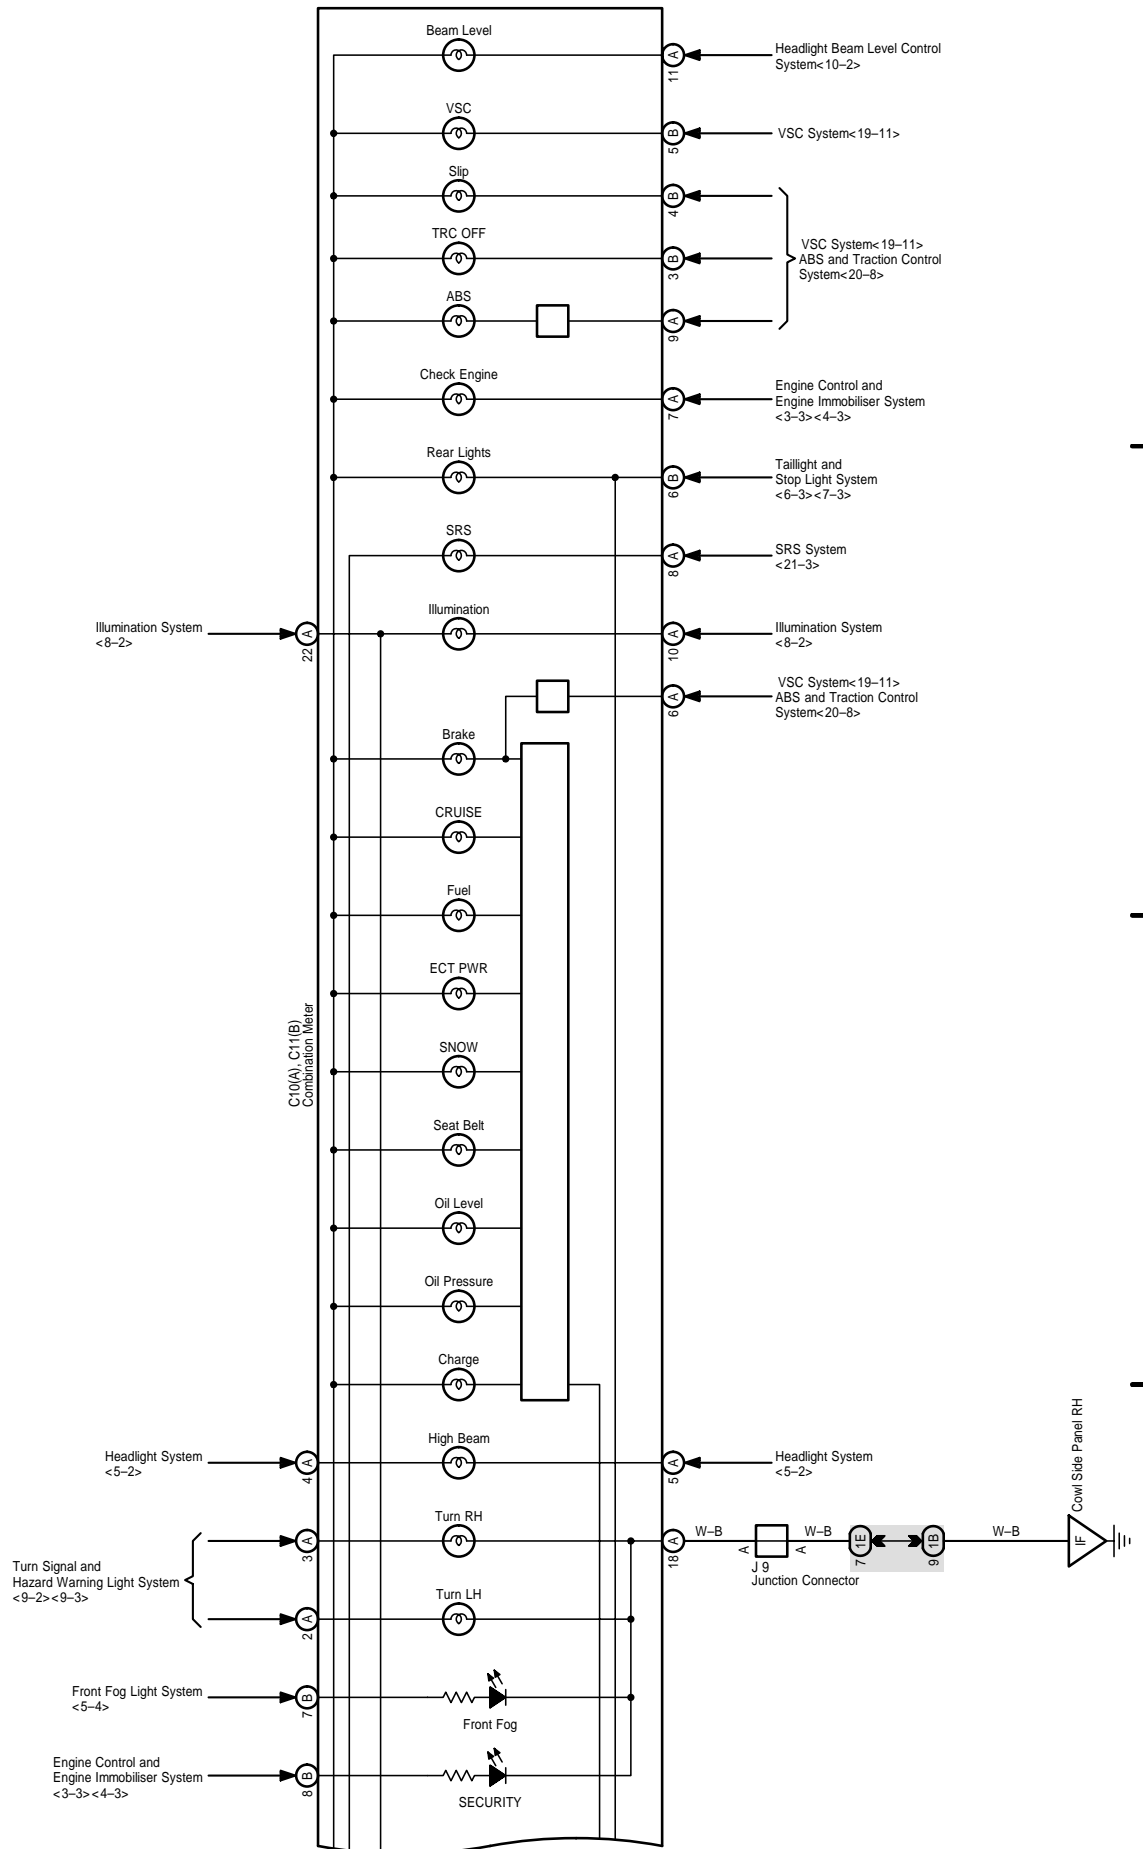 Beam Level
A
11
Headlight Beam Level Control
System<10–2>
VSC
B
5
VSC System<19–11>
Slip
B
4
TRC OFF
B
3
VSC System<19–11>
ABS and Traction Control
System<20–8>
ABS
A
9
Check Engine
A
7
Engine Control and
Engine Immobiliser System
<3–3><4–3>
Rear Lights
B
6
Taillight and
Stop Light System
<6–3><7–3>
SRS
A
8
SRS System
<21–3>
Illumination System
<8–2>
A
22
Illumination
A
10
Illumination System
<8–2>
A
6
VSC System<19–11>
ABS and Traction Control
System<20–8>
Brake
CRUISE
Fuel
ECT PWR
C10(A), C11(B)
Combination Meter
SNOW
Seat Belt
Oil Level
Oil Pressure
Charge
Headlight System
<5–2>
A
4
High Beam
A
5
Headlight System
<5–2>
Cowl Side Panel RH
Turn Signal and
Hazard Warning Light System
<9–2><9–3>
A
3
Turn RH
A
18
W–B
A
J 9
Junction Connector
A
W–B
1E
7
1B
9
W–B
IF
A
2
Turn LH
Front Fog Light System
<5–4>
B
7
Front Fog
Engine Control and
Engine Immobiliser System
<3–3><4–3>
B
8
SECURITY